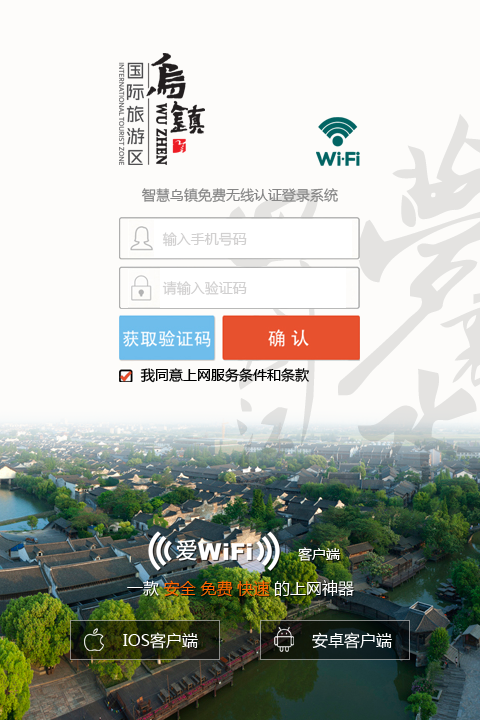 国际旅游区
INTERNATIONAL TOURIST ZONE
乌镇
WU ZHEN
Wi-Fi
智慧乌镇免费无线认证登录系统
输入手机号码
请输入验证码
获取验证码
确 认
我同意上网服务条件和条款
爱WiFi 客户端
一款 安全 免费 快速 的上网神器
IOS客户端
安卓客户端